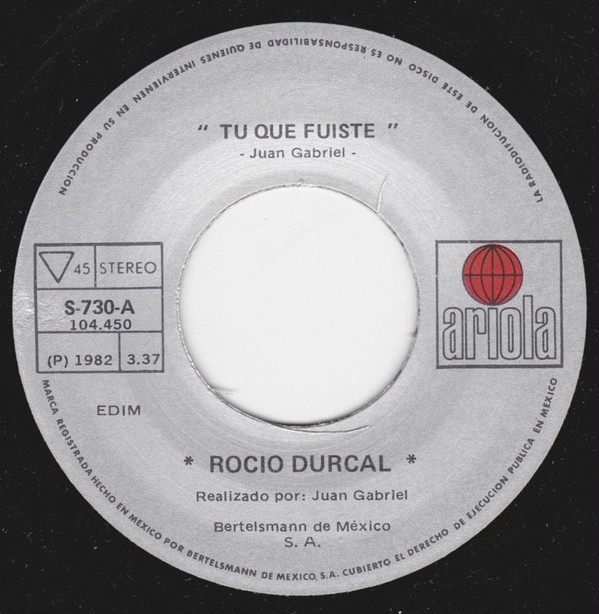 LA RADIODIFUCION DE ESTE DISCO NO ES RESPONSABILIDAD DE QUIENES INTERVIENEN EN SU PRODUCCION
" TU QUE FUISTE "
- Juan Gabriel -
45 STEREO
S-730-A
104.450
(P) 1982 3.37
ariola
EDIM
* ROCIO DURCAL *
Realizado por: Juan Gabriel
Bertelsmann de México
S. A.
MARCA REGISTRADA HECHO EN MEXICO POR BERTELSMANN DE MEXICO, S.A. CUBIERTO EL DERECHO DE EJECUCION PUBLICA EN MEXICO